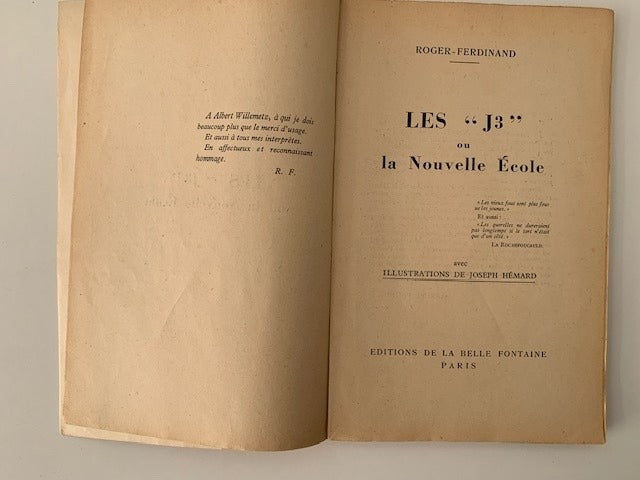 A Albert Willemetz, à qui je dois
beaucoup plus que le merci d'usage.
Et aussi à tous mes interprètes.
En affectueux et reconnaissant
hommage.
R. F.
ROGER-FERDINAND
LES “J3”
ou
la Nouvelle École
« Les vieux fous sont plus fous
que les jeunes. »
Et aussi :
« Les querelles ne dureraient
pas longtemps si le tort n'était
que d'un côté. »
LA ROCHEFOUCAULD.
avec
ILLUSTRATIONS DE JOSEPH HÉMARD
EDITIONS DE LA BELLE FONTAINE
PARIS